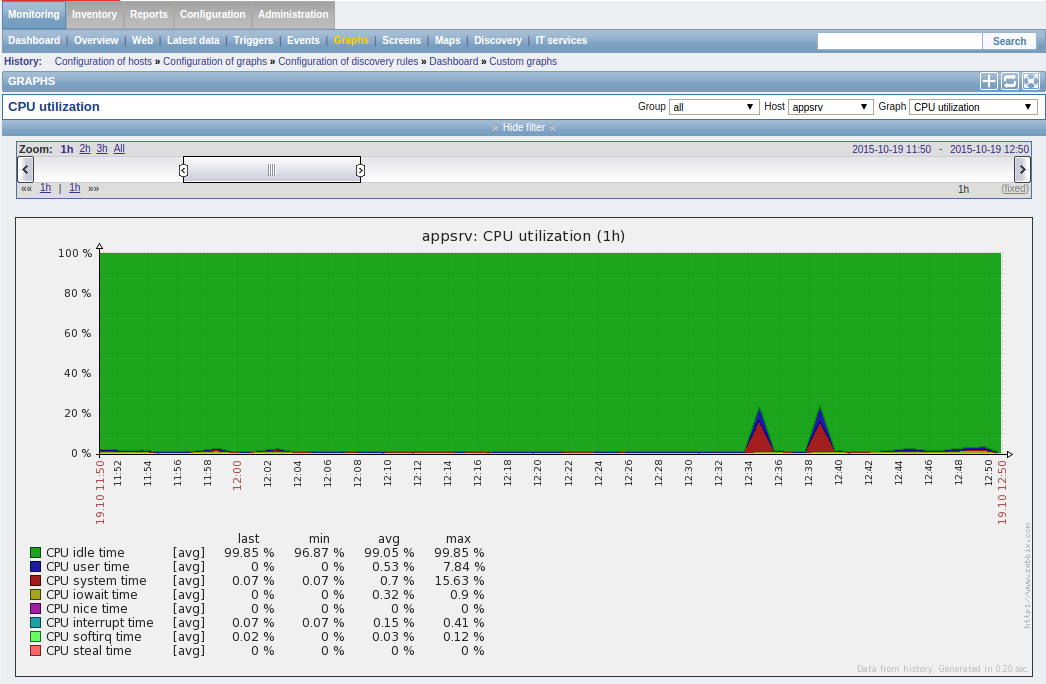 Monitoring Inventory Reports Configuration Administration
Dashboard | Overview | Web | Latest data | Triggers | Events | Graphs | Screens | Maps | Discovery | IT services
Search
History: Configuration of hosts » Configuration of graphs » Configuration of discovery rules » Dashboard » Custom graphs
GRAPHS
CPU utilization Group all Host appsrv Graph CPU utilization
Hide filter
Zoom: 1h 2h 3h All 2015-10-19 11:50 - 2015-10-19 12:50
«« 1h | 1h »» 1h (fixed)
appsrv: CPU utilization (1h)
100 %
80 %
60 %
40 %
20 %
0 %
19.10 11:50 11:52 11:54 11:56 11:58 12:00 12:02 12:04 12:06 12:08 12:10 12:12 12:14 12:16 12:18 12:20 12:22 12:24 12:26 12:28 12:30 12:32 12:34 12:36 12:38 12:40 12:42 12:44 12:46 12:48 12:50 19.10 12:50
last min avg max
CPU idle time [avg] 99.85 % 96.87 % 99.05 % 99.85 %
CPU user time [avg] 0 % 0 % 0.53 % 7.84 %
CPU system time [avg] 0.07 % 0.07 % 0.7 % 15.63 %
CPU iowait time [avg] 0 % 0 % 0.32 % 0.9 %
CPU nice time [avg] 0 % 0 % 0 % 0 %
CPU interrupt time [avg] 0.07 % 0.07 % 0.15 % 0.41 %
CPU softirq time [avg] 0.02 % 0 % 0.03 % 0.12 %
CPU steal time [avg] 0 % 0 % 0 % 0 %
http://www.zabbix.com
Data from history. Generated in 0.20 sec.